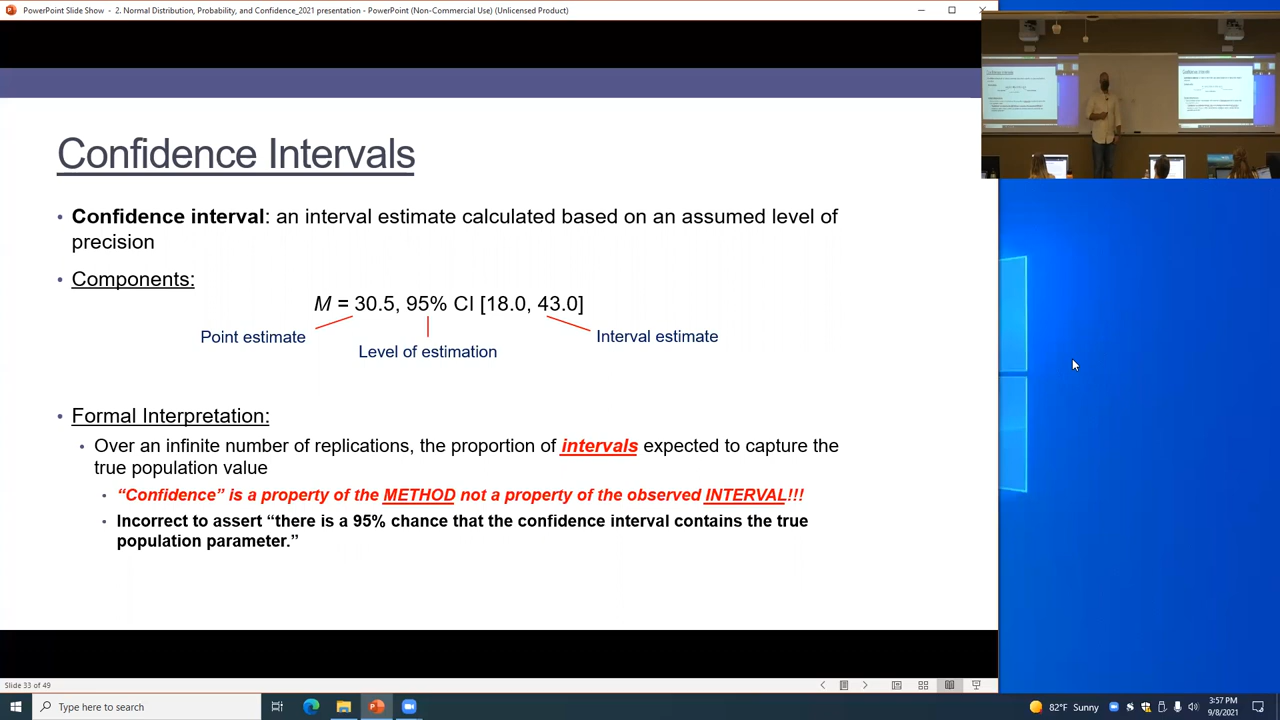 PowerPoint Slide Show - 2. Normal Distribution, Probability, and Confidence_2021 presentation - PowerPoint (Non-Commercial Use) (Unlicensed Product)
Confidence Intervals
• Confidence interval: an interval estimate calculated based on an assumed level of
precision
• Components:
M = 30.5, 95% CI [18.0, 43.0]
Point estimate
Interval estimate
Level of estimation
• Formal Interpretation:
• Over an infinite number of replications, the proportion of intervals expected to capture the
true population value
• “Confidence” is a property of the METHOD not a property of the observed INTERVAL!!!
• Incorrect to assert “there is a 95% chance that the confidence interval contains the true
population parameter.”
Slide 33 of 49
Type here to search
82°F Sunny
3:57 PM
9/8/2021